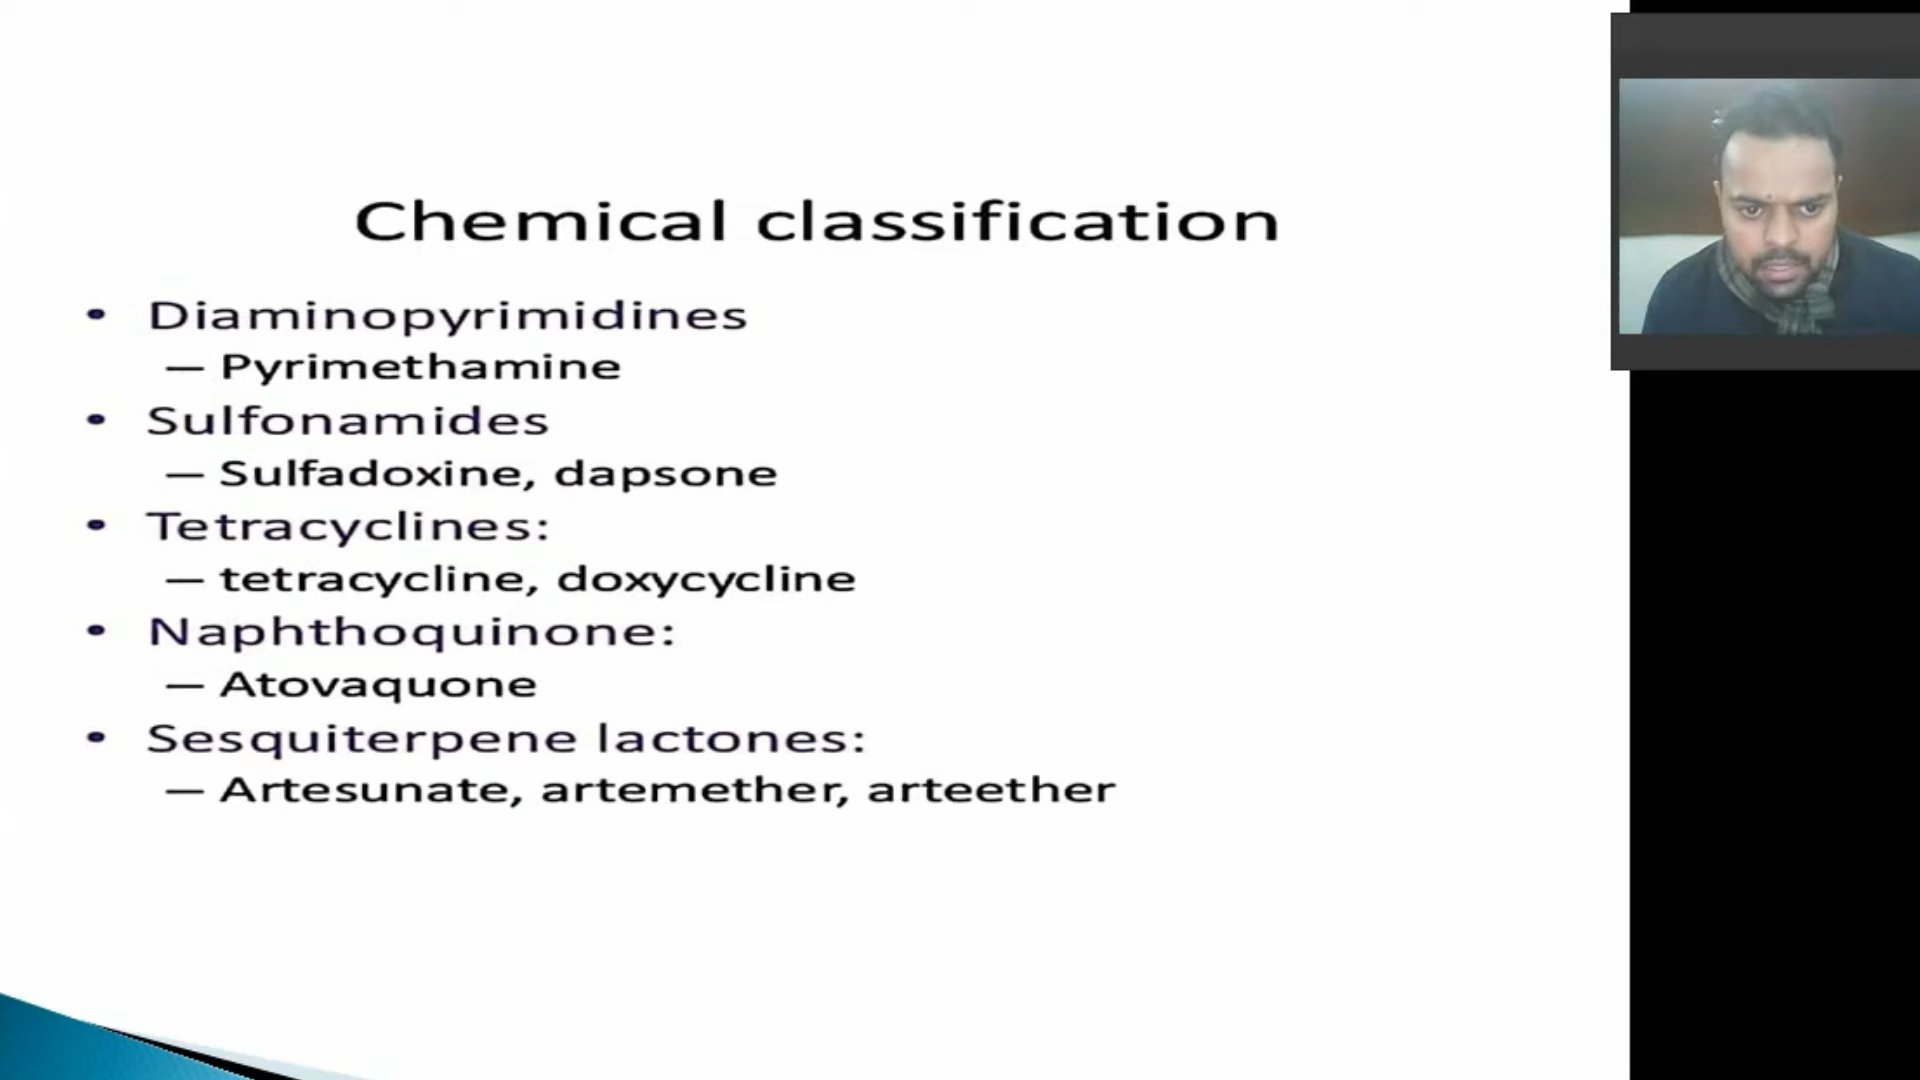 Chemical classification
• Diaminopyrimidines
— Pyrimethamine
• Sulfonamides
— Sulfadoxine, dapsone
• Tetracyclines:
— tetracycline, doxycycline
• Naphthoquinone:
— Atovaquone
• Sesquiterpene lactones:
— Artesunate, artemether, arteether